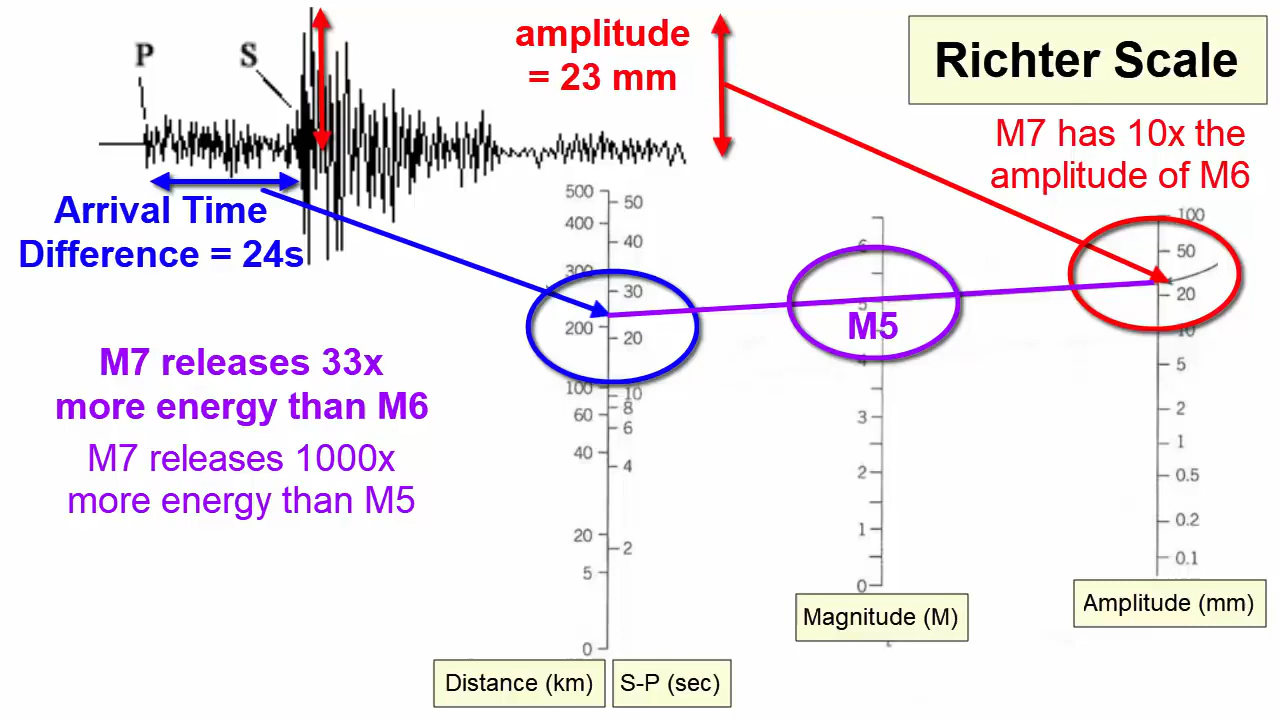 P
S
amplitude
= 23 mm
Richter Scale
M7 has 10x the
amplitude of M6
Arrival Time
Difference = 24s
M7 releases 33x
more energy than M6
M7 releases 1000x
more energy than M5
500
400
300
200
100
60
40
20
5
0
50
40
30
20
10
8
6
4
2
Distance (km)
S-P (sec)
6
5
M5
4
3
2
1
0
Magnitude (M)
100
50
20
10
5
2
1
0.5
0.2
0.1
Amplitude (mm)